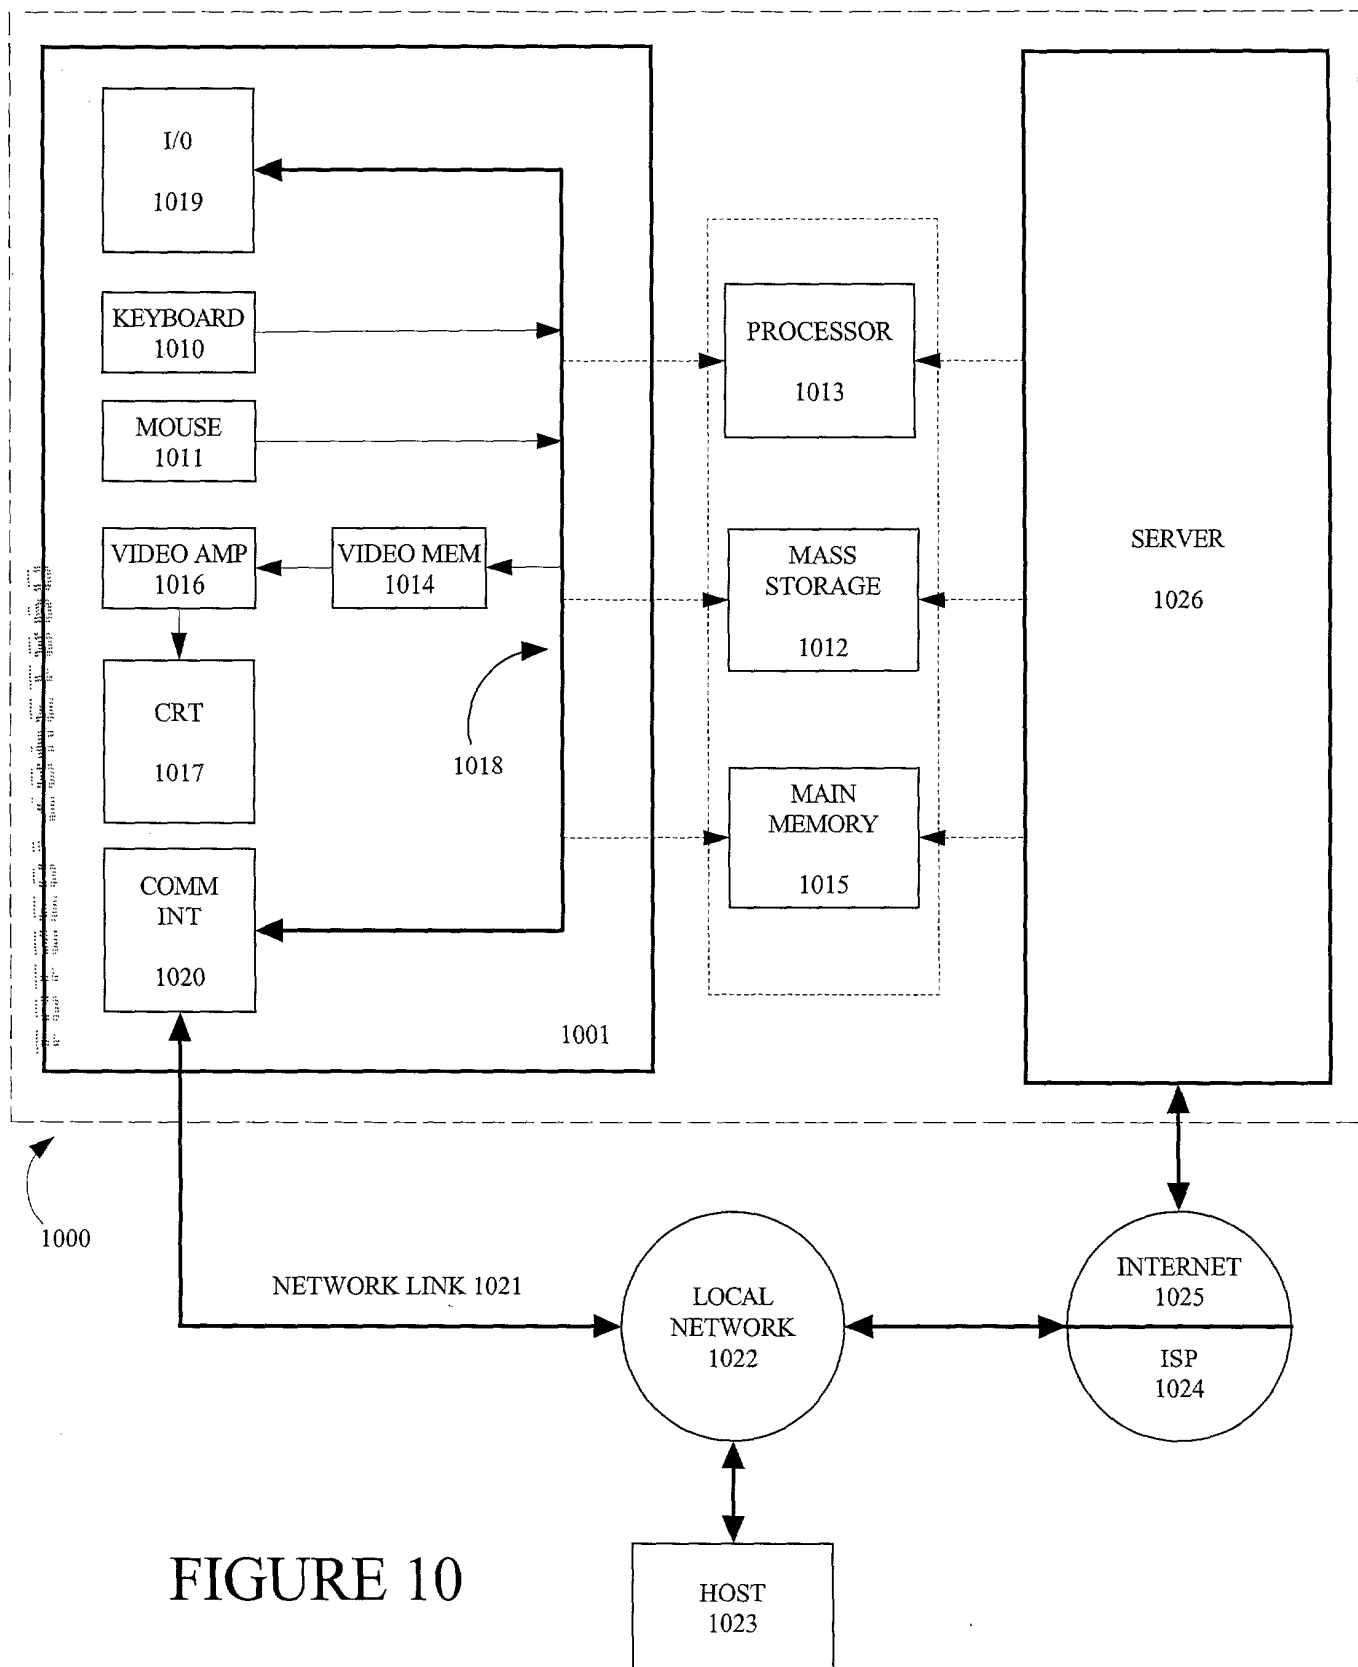 I/0
1019
KEYBOARD
1010
MOUSE
1011
VIDEO AMP
1016
VIDEO MEM
1014
CRT
1017
1018
COMM
INT
1020
1001
PROCESSOR
1013
MASS
STORAGE
1012
MAIN
MEMORY
1015
SERVER
1026
1000
NETWORK LINK 1021
LOCAL
NETWORK
1022
INTERNET
1025
ISP
1024
HOST
1023
FIGURE 10